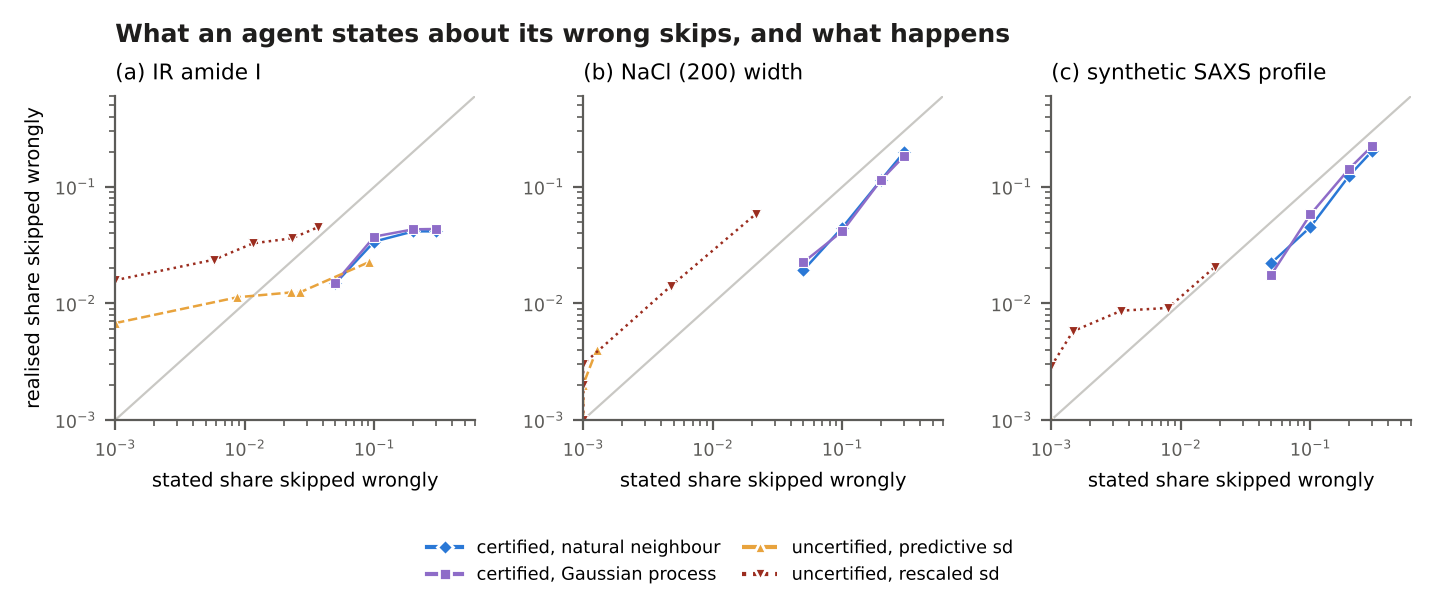 What an agent states about its wrong skips, and what happens
(a) IR amide I
(b) NaCl (200) width
(c) synthetic SAXS profile
realised share skipped wrongly
10⁻¹
10⁻²
10⁻³
10⁻³ 10⁻² 10⁻¹
stated share skipped wrongly
10⁻¹
10⁻²
10⁻³
10⁻³ 10⁻² 10⁻¹
stated share skipped wrongly
10⁻¹
10⁻²
10⁻³
10⁻³ 10⁻² 10⁻¹
stated share skipped wrongly
certified, natural neighbour
certified, Gaussian process
uncertified, predictive sd
uncertified, rescaled sd